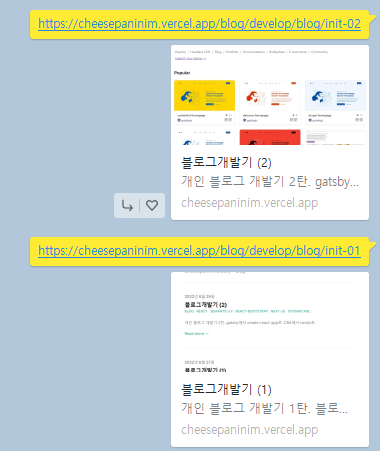 https://cheesepaninim.vercel.app/blog/develop/blog/init-02
Popular
블로그개발기 (2)
개인 블로그 개발기 2탄. gatsby...
cheesepaninim.vercel.app
https://cheesepaninim.vercel.app/blog/develop/blog/init-01
블로그개발기 (2)
Read more
블로그개발기 (1)
블로그개발기 (1)
개인 블로그 개발기 1탄. 블로...
cheesepaninim.vercel.app